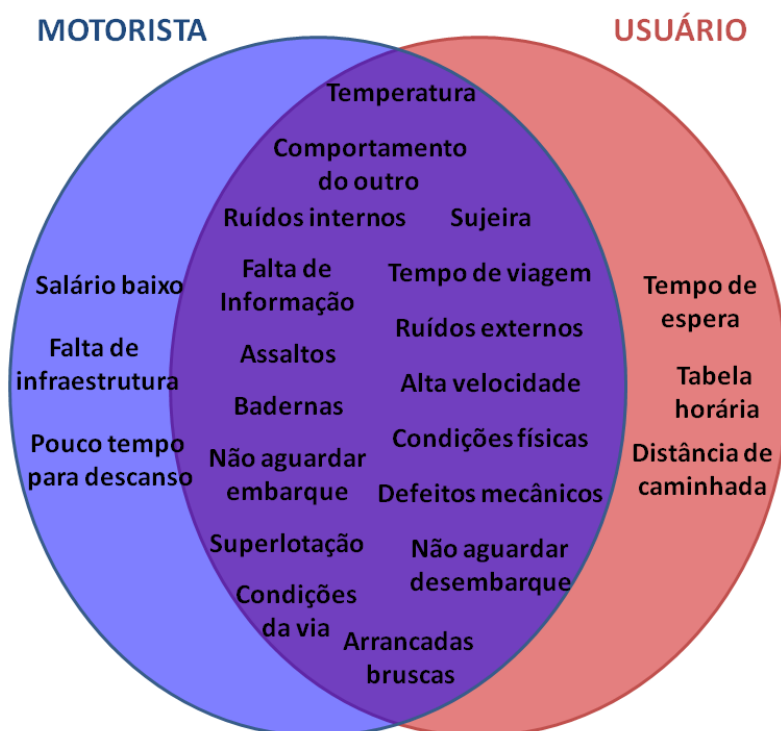 MOTORISTA
USUÁRIO
Salário baixo
Falta de
infraestrutura
Pouco tempo
para descanso
Temperatura
Comportamento
do outro
Ruídos internos
Sujeira
Falta de
Informação
Tempo de viagem
Ruídos externos
Assaltos
Alta velocidade
Badernas
Condições físicas
Não aguardar
embarque
Defeitos mecânicos
Superlotação
Não aguardar
desembarque
Condições
da via
Arrancadas
bruscas
Tempo de
espera
Tabela
horária
Distância de
caminhada